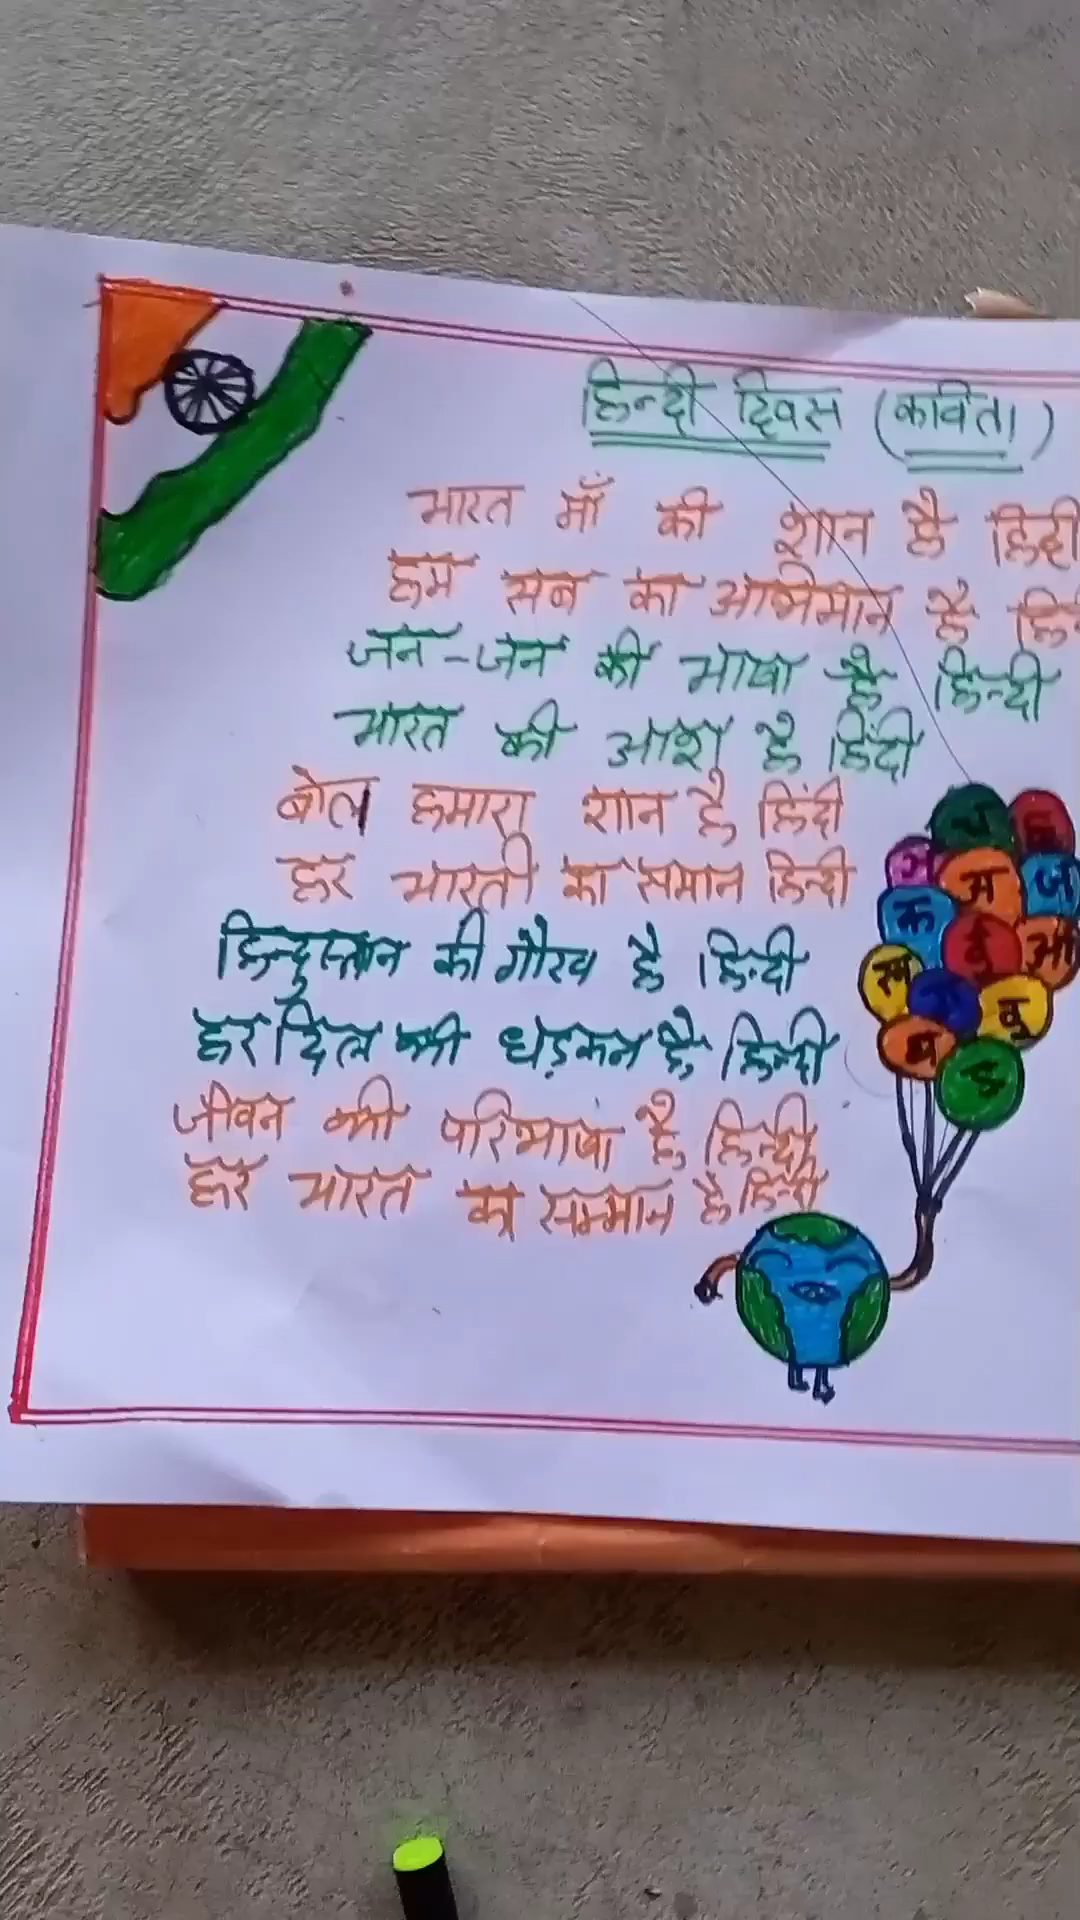 हिन्दी दिवस (कविता)
भारत माँ की शान है हिंदी
हम सब का अभिमान है
जन-जन की भाषा है हिन्दी
भारत की आशा है हिंदी
बोल हमारा शान है हिंदी
हर भारती का समान हिन्दी
हिन्दुस्तान की गौरव है हिन्दी
हर दिल की धड़कन है हिन्दी
जीवन की परिभाषा है हिन्दी
हर भारत का सम्मान है हिन्दी
अ ज
क आ